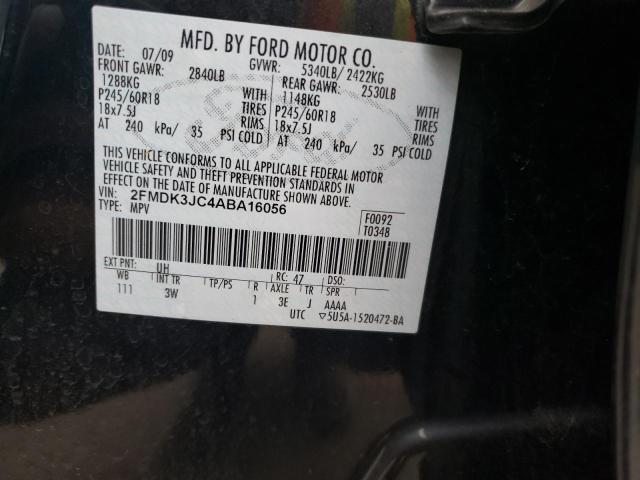 MFD. BY FORD MOTOR CO.
DATE: 07/09 GVWR: 5340LB/ 2422KG
FRONT GAWR: 2840LB REAR GAWR: 2530LB
1288KG WITH 1148KG WITH
P245/60R18 TIRES P245/60R18 TIRES
18x7.5J RIMS 18x7.5J RIMS
AT 240 kPa/ 35 PSI COLD AT 240 kPa/ 35 PSI COLD
THIS VEHICLE CONFORMS TO ALL APPLICABLE FEDERAL MOTOR
VEHICLE SAFETY AND THEFT PREVENTION STANDARDS IN
EFFECT ON THE DATE OF MANUFACTURE SHOWN ABOVE.
VIN: 2FMDK3JC4ABA16056
TYPE: MPV
F0092
T0348
EXT PNT: UH RC: 47 DSO:
WB INT TR TP/PS R AXLE TR SPR
111 3W 1 3E J AAAA
UTC ▽5U5A-1520472-BA